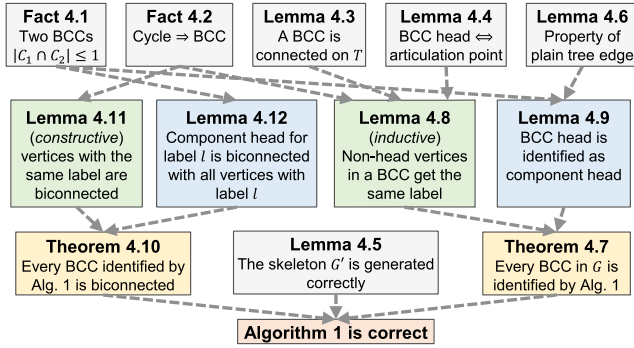 Fact 4.1
Two BCCs
|C₁ ∩ C₂| ≤ 1
Fact 4.2
Cycle ⇒ BCC
Lemma 4.3
A BCC is
connected on T
Lemma 4.4
BCC head ⇔
articulation point
Lemma 4.6
Property of
plain tree edge
Lemma 4.11
(constructive)
vertices with the
same label are
biconnected
Lemma 4.12
Component head for
label l is biconnected
with all vertices with
label l
Lemma 4.8
(inductive)
Non-head vertices
in a BCC get the
same label
Lemma 4.9
BCC head is
identified as
component head
Theorem 4.10
Every BCC identified by
Alg. 1 is biconnected
Lemma 4.5
The skeleton G′ is generated
correctly
Theorem 4.7
Every BCC in G is
identified by Alg. 1
Algorithm 1 is correct